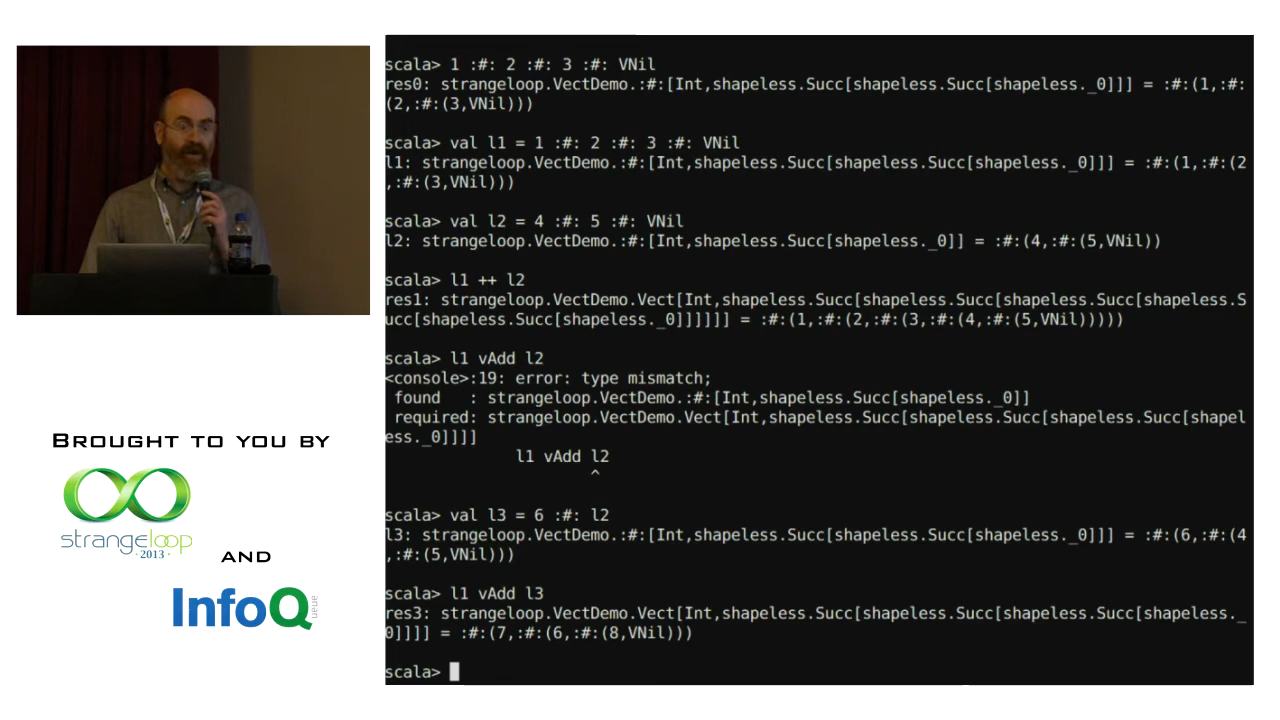 scala> 1 :#: 2 :#: 3 :#: VNil
res0: strangeloop.VectDemo.:#:[Int,shapeless.Succ[shapeless.Succ[shapeless._0]]] = :#:(1,:#:
(2,:#:(3,VNil)))
scala> val l1 = 1 :#: 2 :#: 3 :#: VNil
l1: strangeloop.VectDemo.:#:[Int,shapeless.Succ[shapeless.Succ[shapeless._0]]] = :#:(1,:#:(2
,:#:(3,VNil)))
scala> val l2 = 4 :#: 5 :#: VNil
l2: strangeloop.VectDemo.:#:[Int,shapeless.Succ[shapeless._0]] = :#:(4,:#:(5,VNil))
scala> l1 ++ l2
res1: strangeloop.VectDemo.Vect[Int,shapeless.Succ[shapeless.Succ[shapeless.Succ[shapeless.S
ucc[shapeless.Succ[shapeless._0]]]]]] = :#:(1,:#:(2,:#:(3,:#:(4,:#:(5,VNil)))))
scala> l1 vAdd l2
<console>:19: error: type mismatch;
found : strangeloop.VectDemo.:#:[Int,shapeless.Succ[shapeless._0]]
required: strangeloop.VectDemo.Vect[Int,shapeless.Succ[shapeless.Succ[shapeless.Succ[shapel
ess._0]]]]
l1 vAdd l2
^
scala> val l3 = 6 :#: l2
l3: strangeloop.VectDemo.:#:[Int,shapeless.Succ[shapeless.Succ[shapeless._0]]] = :#:(6,:#:(4
,:#:(5,VNil)))
scala> l1 vAdd l3
res3: strangeloop.VectDemo.Vect[Int,shapeless.Succ[shapeless.Succ[shapeless.Succ[shapeless._
0]]]] = :#:(7,:#:(6,:#:(8,VNil)))
scala>
BROUGHT TO YOU BY
strangeloop
· 2013 ·
AND
InfoQ
queue